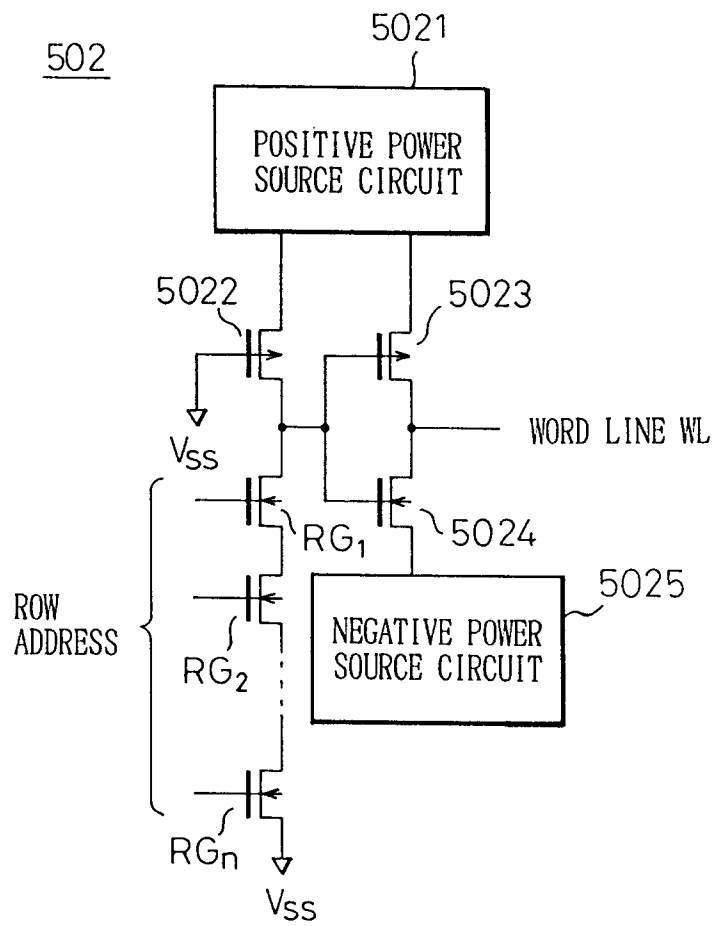 502
5021
POSITIVE POWER
SOURCE CIRCUIT
5022
5023
VSS
WORD LINE WL
RG1
5024
ROW
ADDRESS
RG2
5025
NEGATIVE POWER
SOURCE CIRCUIT
RGn
VSS